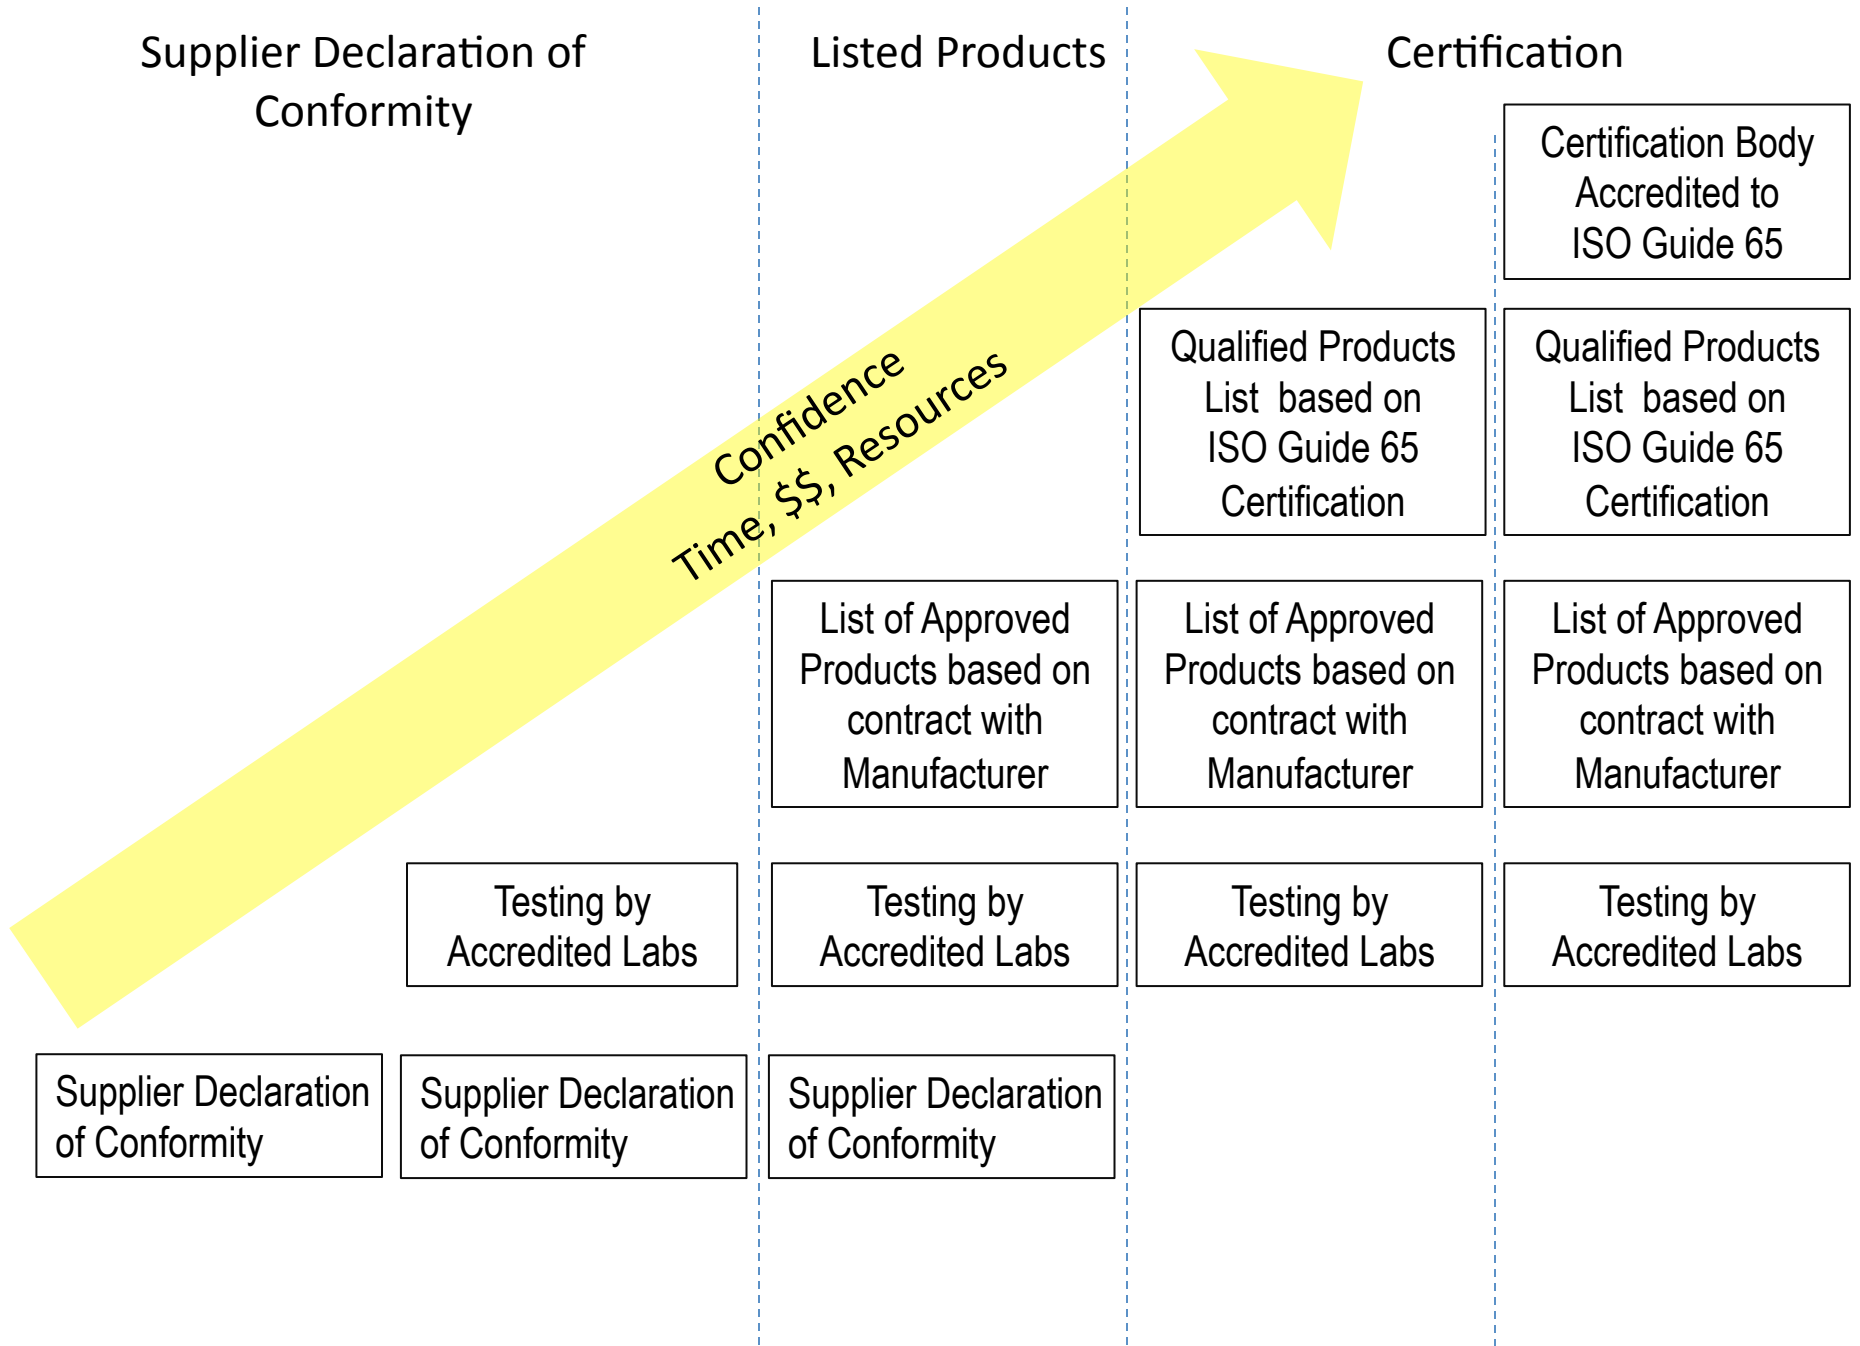 Supplier Declaration of
Conformity
Listed Products
Certification
Certification Body
Accredited to
ISO Guide 65
Confidence
Time, $$, Resources
Qualified Products
List  based on
ISO Guide 65
Certification
Qualified Products
List  based on
ISO Guide 65
Certification
List of Approved
Products based on
contract with
Manufacturer
List of Approved
Products based on
contract with
Manufacturer
List of Approved
Products based on
contract with
Manufacturer
Testing by
Accredited Labs
Testing by
Accredited Labs
Testing by
Accredited Labs
Testing by
Accredited Labs
Supplier Declaration
of Conformity
Supplier Declaration
of Conformity
Supplier Declaration
of Conformity